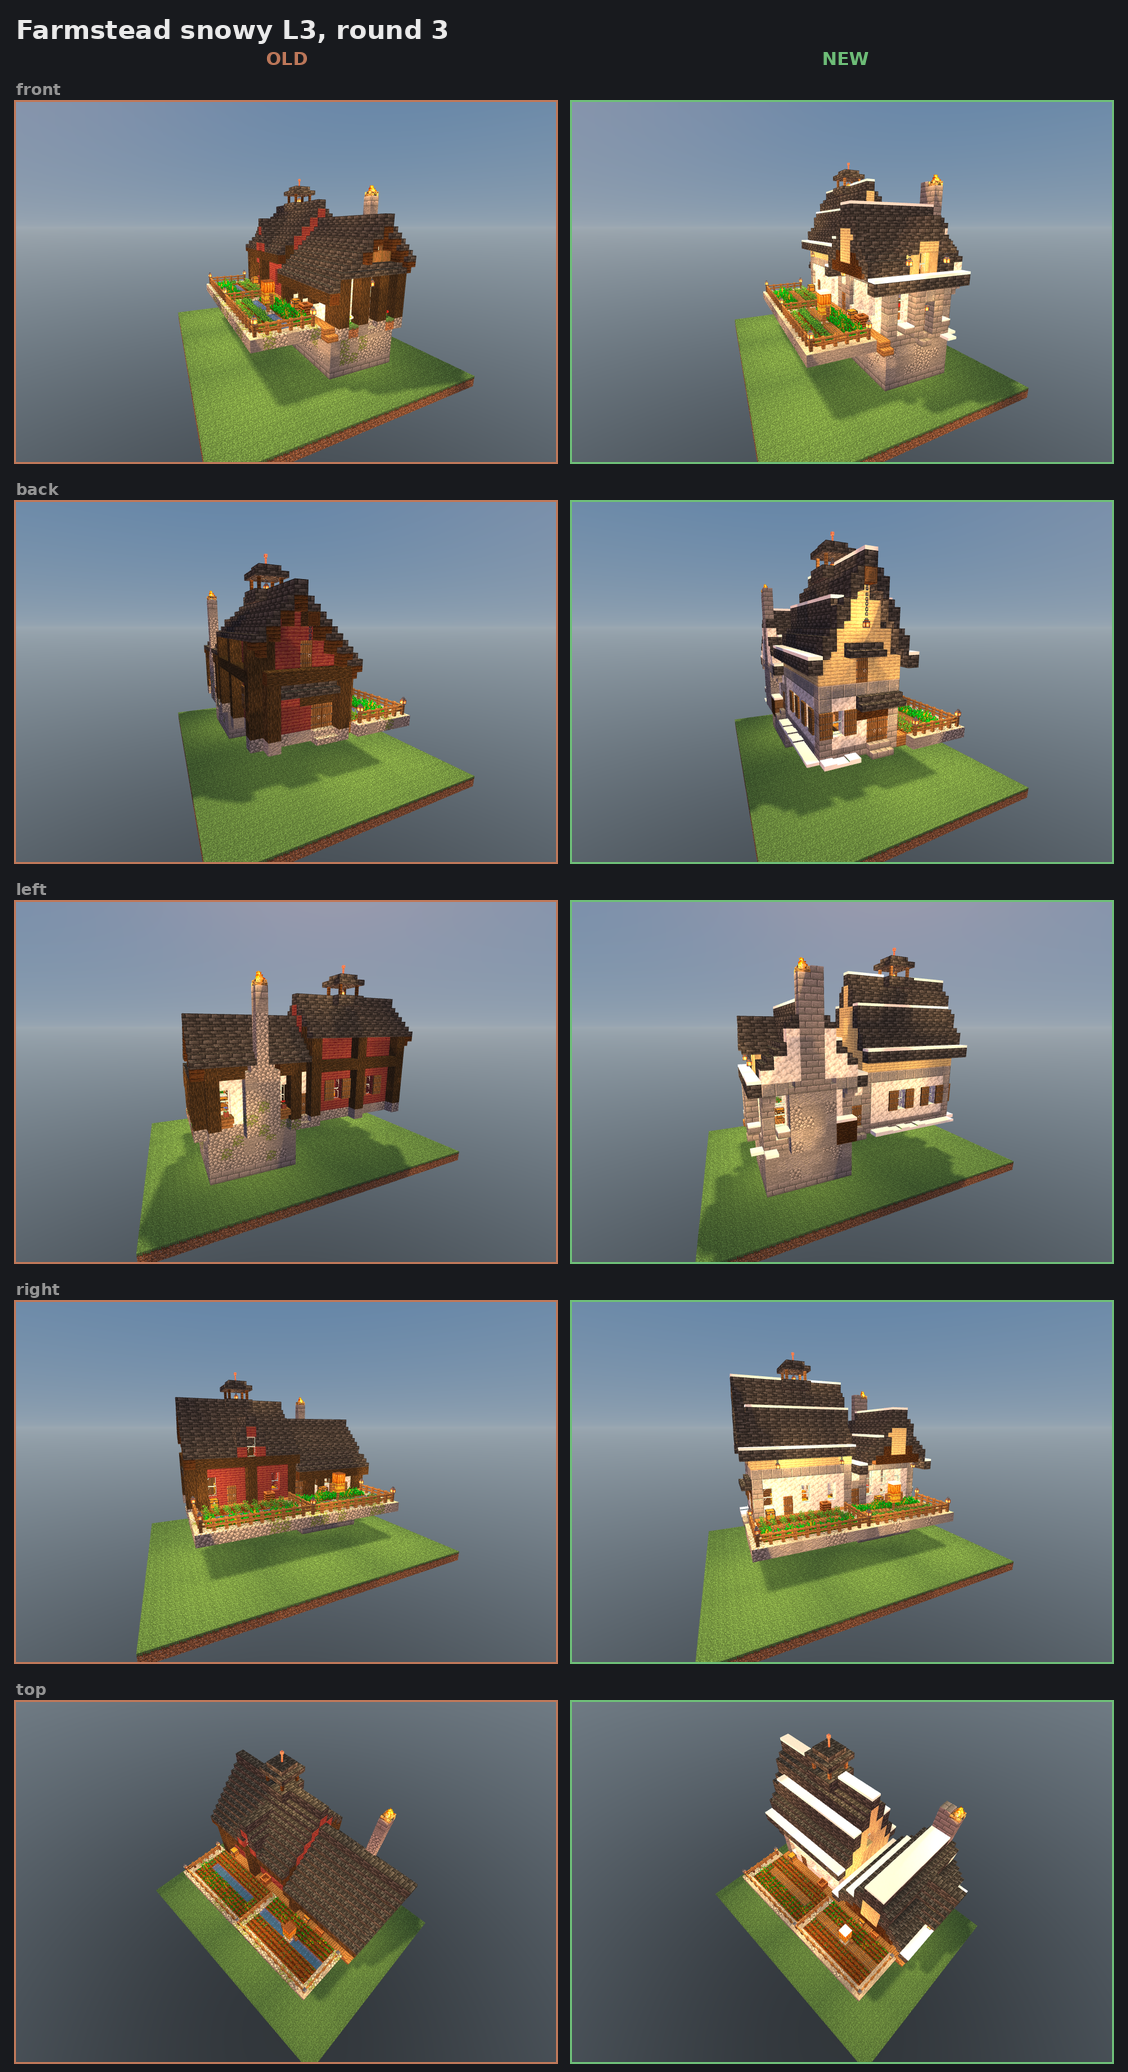 Farmstead snowy L3, round 3
OLD NEW
front
back
left
right
top